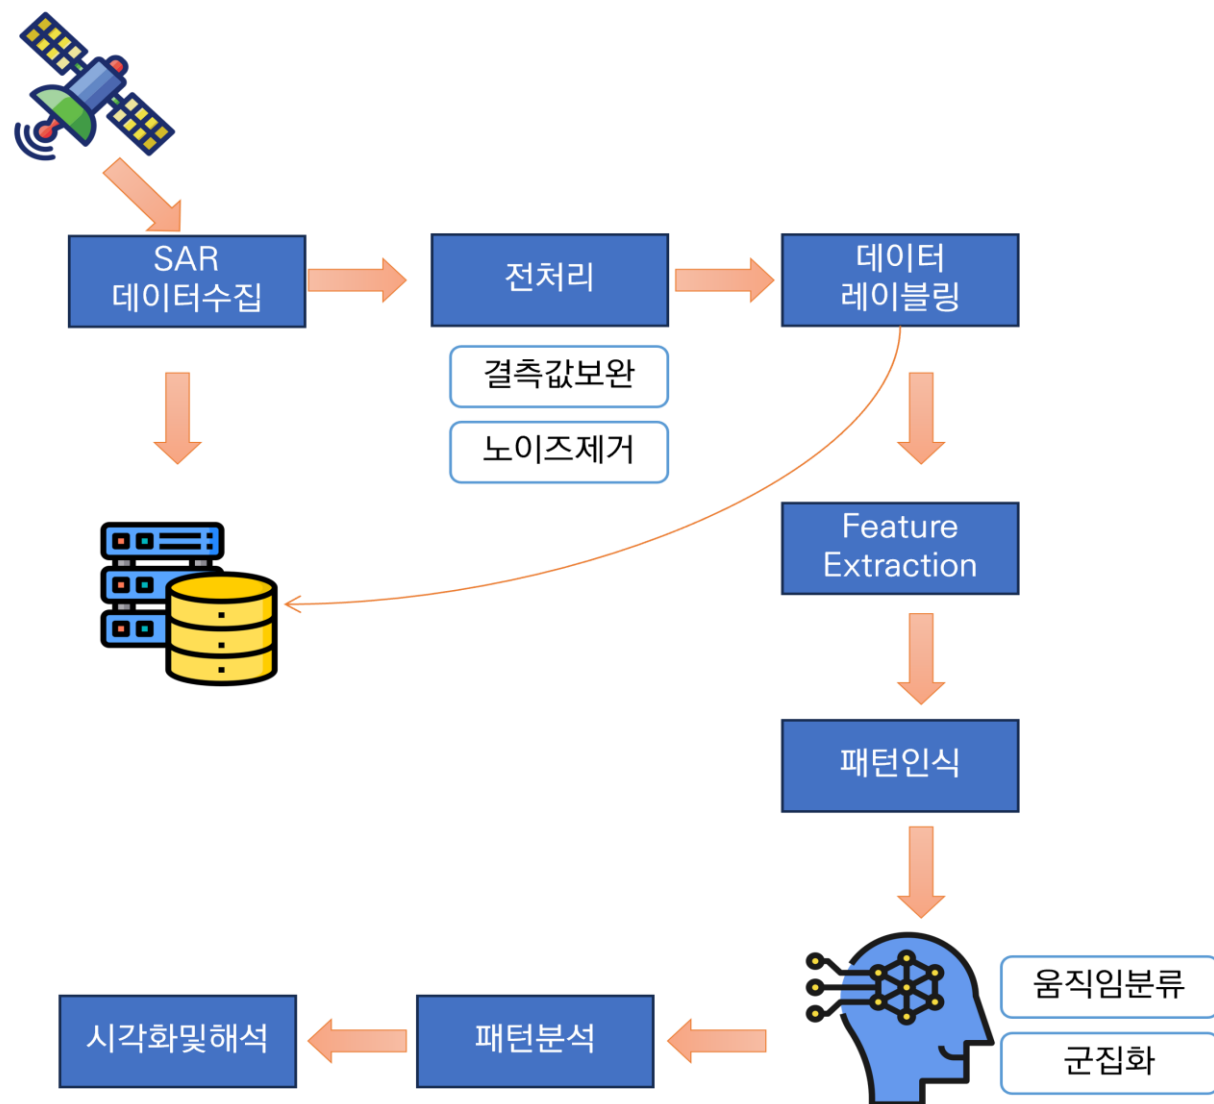 SAR
데이터수집
전처리
데이터
레이블링
결측값보완
노이즈제거
Feature
Extraction
패턴인식
움직임분류
군집화
패턴분석
시각화및해석